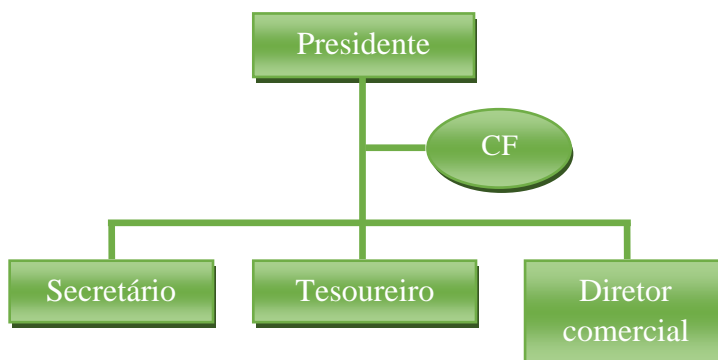 Presidente
CF
Secretário
Tesoureiro
Diretor
comercial